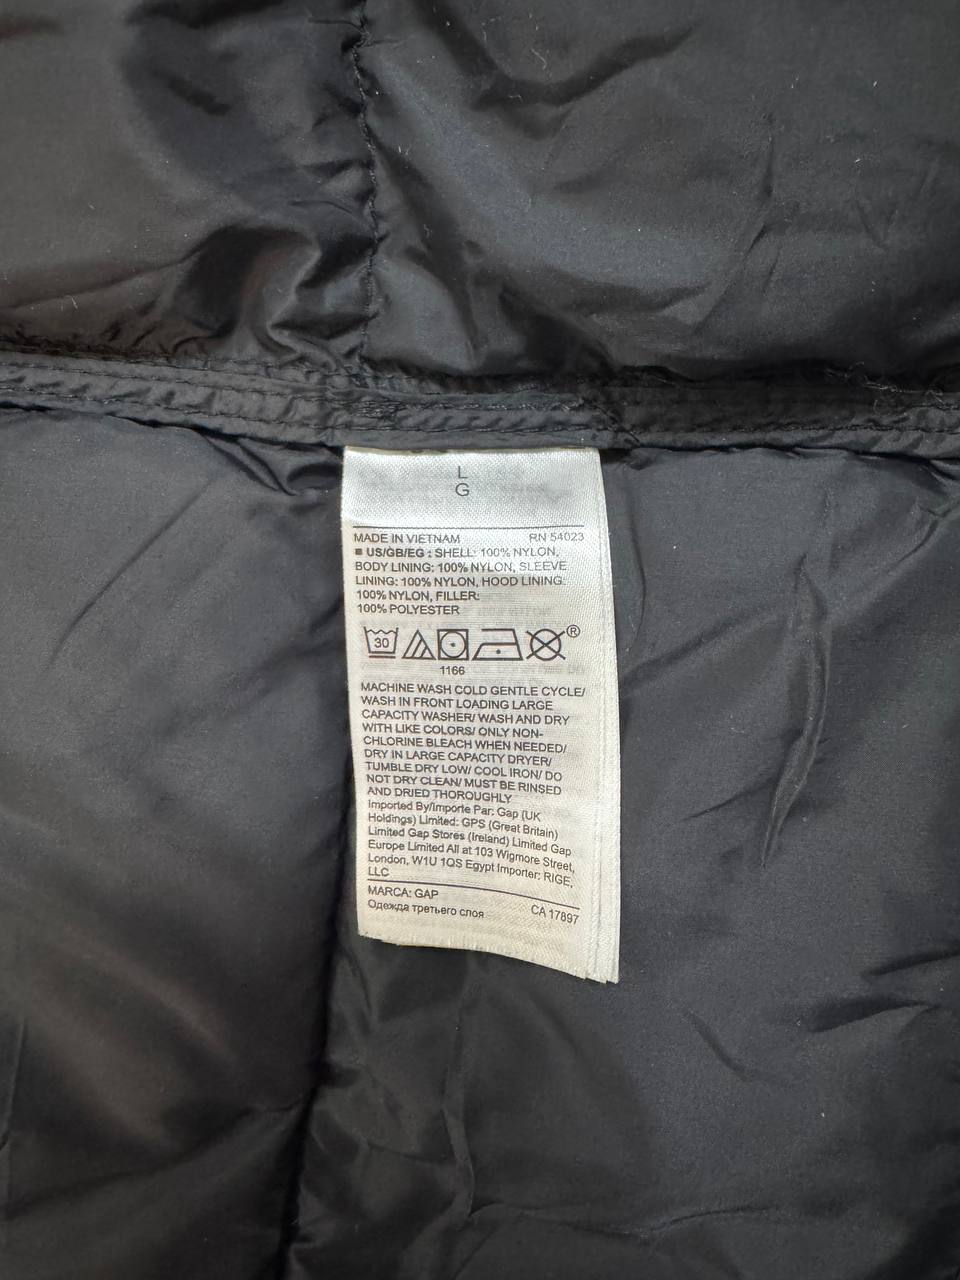 L
G
MADE IN VIETNAM RN 54023
■ US/GB/EG : SHELL: 100% NYLON,
BODY LINING: 100% NYLON, SLEEVE
LINING: 100% NYLON, HOOD LINING:
100% NYLON, FILLER:
100% POLYESTER
30 ®
1166
MACHINE WASH COLD GENTLE CYCLE/
WASH IN FRONT LOADING LARGE
CAPACITY WASHER/ WASH AND DRY
WITH LIKE COLORS/ ONLY NON-
CHLORINE BLEACH WHEN NEEDED/
DRY IN LARGE CAPACITY DRYER/
TUMBLE DRY LOW/ COOL IRON/ DO
NOT DRY CLEAN/ MUST BE RINSED
AND DRIED THOROUGHLY
Imported By/Importe Par: Gap (UK
Holdings) Limited: GPS (Great Britain)
Limited Gap Stores (Ireland) Limited Gap
Europe Limited All at 103 Wigmore Street,
London, W1U 1QS Egypt Importer: RIGE,
LLC
MARCA: GAP
Одежда третьего слоя CA 17897